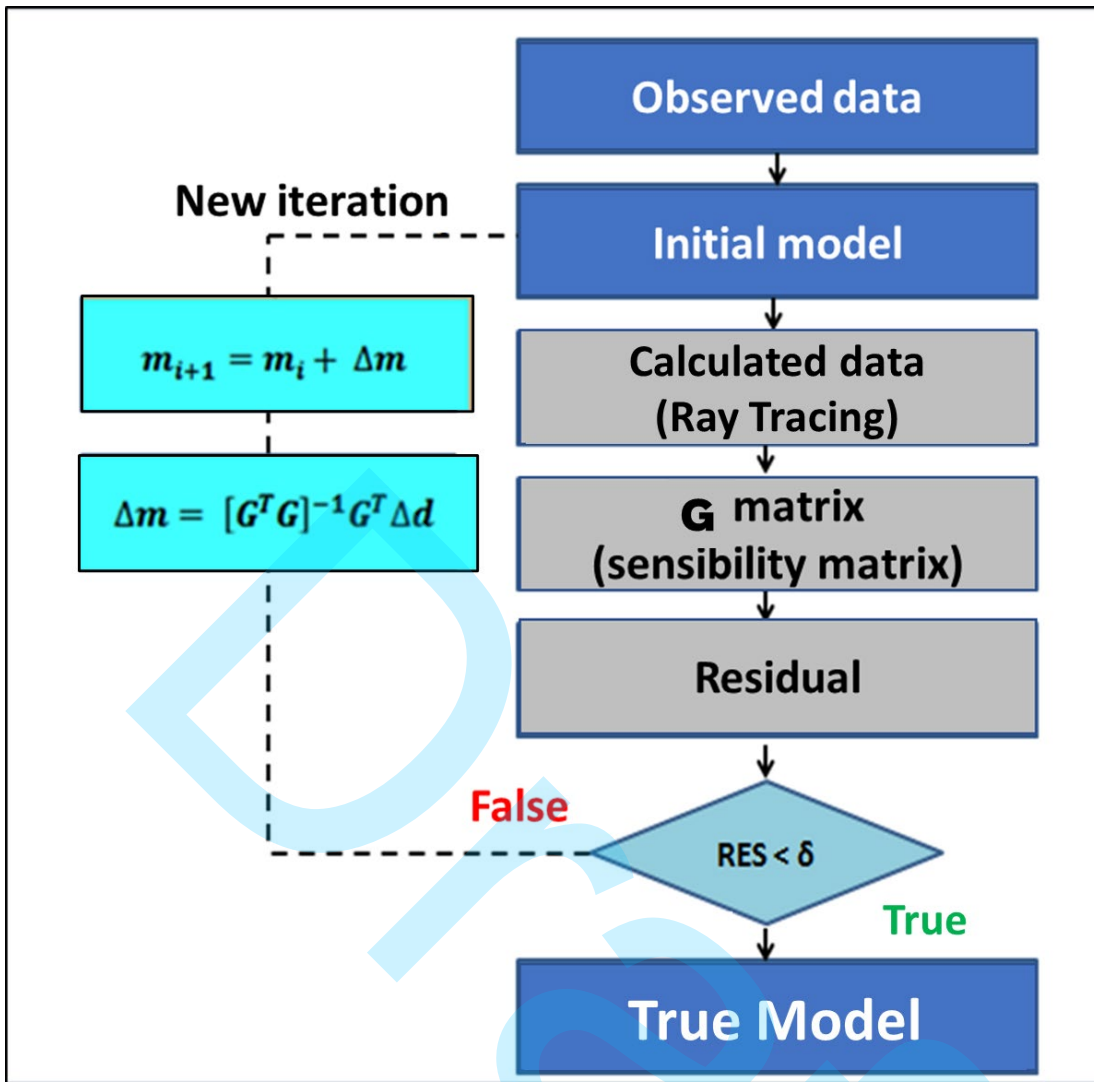 Observed data
New iteration
Initial model
m_{i+1} = m_i + Δm
Calculated data
(Ray Tracing)
Δm = [G^T G]^{-1} G^T Δd
G matrix
(sensibility matrix)
Residual
False
RES < δ
True
True Model